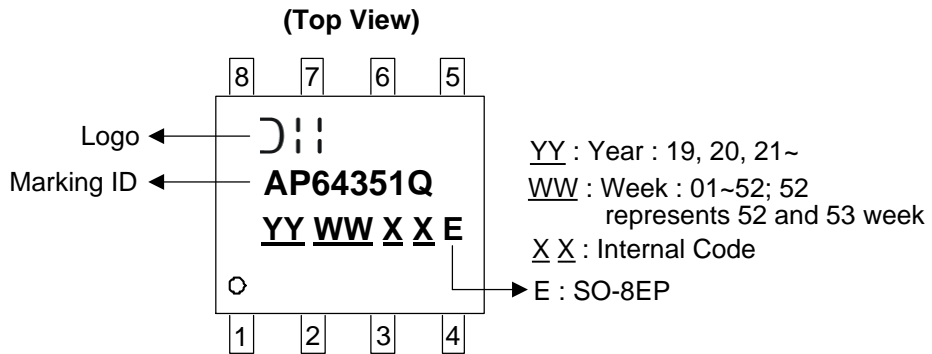 (Top View)
8 7 6 5
Logo
Marking ID
AP64351Q
YY WW X X E
YY : Year : 19, 20, 21~
WW : Week : 01~52; 52
represents 52 and 53 week
X X : Internal Code
E : SO-8EP
1 2 3 4